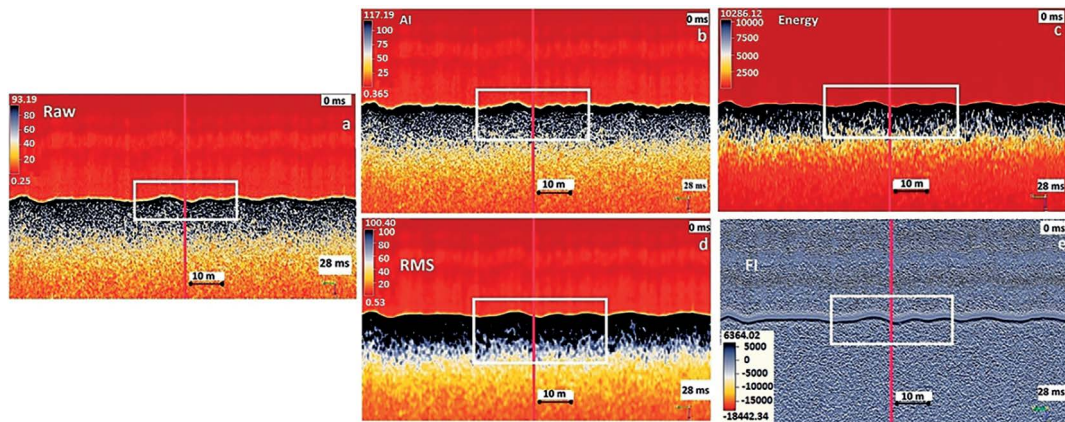 93.19
80
60
40
20
0.25
Raw
0 ms
a
28 ms
10 m
117.19
100
75
50
25
0.365
AI
0 ms
b
28 ms
10 m
10286.12
10000
7500
5000
2500
Energy
0 ms
c
28 ms
10 m
100.40
100
80
60
40
20
0.53
RMS
0 ms
d
28 ms
10 m
0 ms
e
FI
6364.02
5000
0
-5000
-10000
-15000
-18442.34
28 ms
10 m